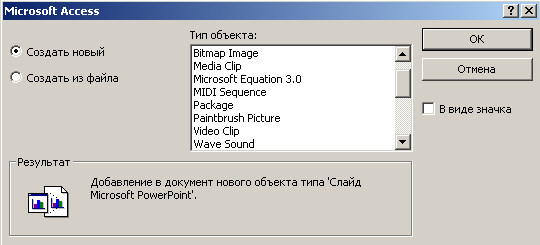 Microsoft Access
Создать новый
Создать из файла
Тип объекта:
Bitmap Image
Media Clip
Microsoft Equation 3.0
MIDI Sequence
Package
Paintbrush Picture
Video Clip
Wave Sound
OK
Отмена
В виде значка
Результат
Добавление в документ нового объекта типа 'Слайд
Microsoft PowerPoint'.